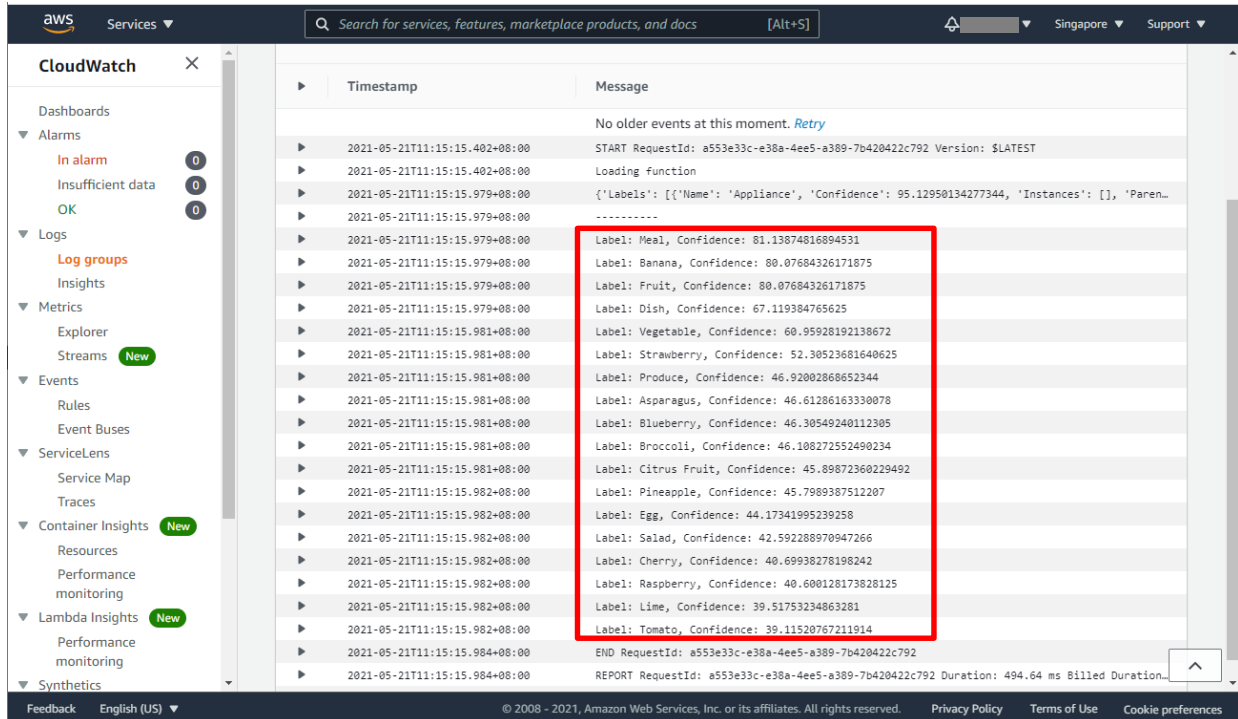 aws Services ▼ Search for services, features, marketplace products, and docs [Alt+S] ▼ Singapore ▼ Support ▼
CloudWatch ×
Dashboards
▼ Alarms
In alarm 0
Insufficient data 0
OK 0
▼ Logs
Log groups
Insights
▼ Metrics
Explorer
Streams New
▼ Events
Rules
Event Buses
▼ ServiceLens
Service Map
Traces
▼ Container Insights New
Resources
Performance
monitoring
▼ Lambda Insights New
Performance
monitoring
▼ Synthetics
▶ Timestamp Message
No older events at this moment. Retry
▶ 2021-05-21T11:15:15.402+08:00 START RequestId: a553e33c-e38a-4ee5-a389-7b420422c792 Version: $LATEST
▶ 2021-05-21T11:15:15.402+08:00 Loading function
▶ 2021-05-21T11:15:15.979+08:00 {'Labels': [{'Name': 'Appliance', 'Confidence': 95.12950134277344, 'Instances': [], 'Paren…
▶ 2021-05-21T11:15:15.979+08:00 ----------
▶ 2021-05-21T11:15:15.979+08:00 Label: Meal, Confidence: 81.13874816894531
▶ 2021-05-21T11:15:15.979+08:00 Label: Banana, Confidence: 80.07684326171875
▶ 2021-05-21T11:15:15.979+08:00 Label: Fruit, Confidence: 80.07684326171875
▶ 2021-05-21T11:15:15.979+08:00 Label: Dish, Confidence: 67.119384765625
▶ 2021-05-21T11:15:15.981+08:00 Label: Vegetable, Confidence: 60.95928192138672
▶ 2021-05-21T11:15:15.981+08:00 Label: Strawberry, Confidence: 52.30523681640625
▶ 2021-05-21T11:15:15.981+08:00 Label: Produce, Confidence: 46.92002868652344
▶ 2021-05-21T11:15:15.981+08:00 Label: Asparagus, Confidence: 46.61286163330078
▶ 2021-05-21T11:15:15.981+08:00 Label: Blueberry, Confidence: 46.30549240112305
▶ 2021-05-21T11:15:15.981+08:00 Label: Broccoli, Confidence: 46.108272552490234
▶ 2021-05-21T11:15:15.981+08:00 Label: Citrus Fruit, Confidence: 45.89872360229492
▶ 2021-05-21T11:15:15.982+08:00 Label: Pineapple, Confidence: 45.7989387512207
▶ 2021-05-21T11:15:15.982+08:00 Label: Egg, Confidence: 44.17341995239258
▶ 2021-05-21T11:15:15.982+08:00 Label: Salad, Confidence: 42.592288970947266
▶ 2021-05-21T11:15:15.982+08:00 Label: Cherry, Confidence: 40.69938278198242
▶ 2021-05-21T11:15:15.982+08:00 Label: Raspberry, Confidence: 40.600128173828125
▶ 2021-05-21T11:15:15.982+08:00 Label: Lime, Confidence: 39.51753234863281
▶ 2021-05-21T11:15:15.982+08:00 Label: Tomato, Confidence: 39.11520767211914
▶ 2021-05-21T11:15:15.984+08:00 END RequestId: a553e33c-e38a-4ee5-a389-7b420422c792
▶ 2021-05-21T11:15:15.984+08:00 REPORT RequestId: a553e33c-e38a-4ee5-a389-7b420422c792 Duration: 494.64 ms Billed Duration…
Feedback English (US) ▼ © 2008 - 2021, Amazon Web Services, Inc. or its affiliates. All rights reserved. Privacy Policy Terms of Use Cookie preferences